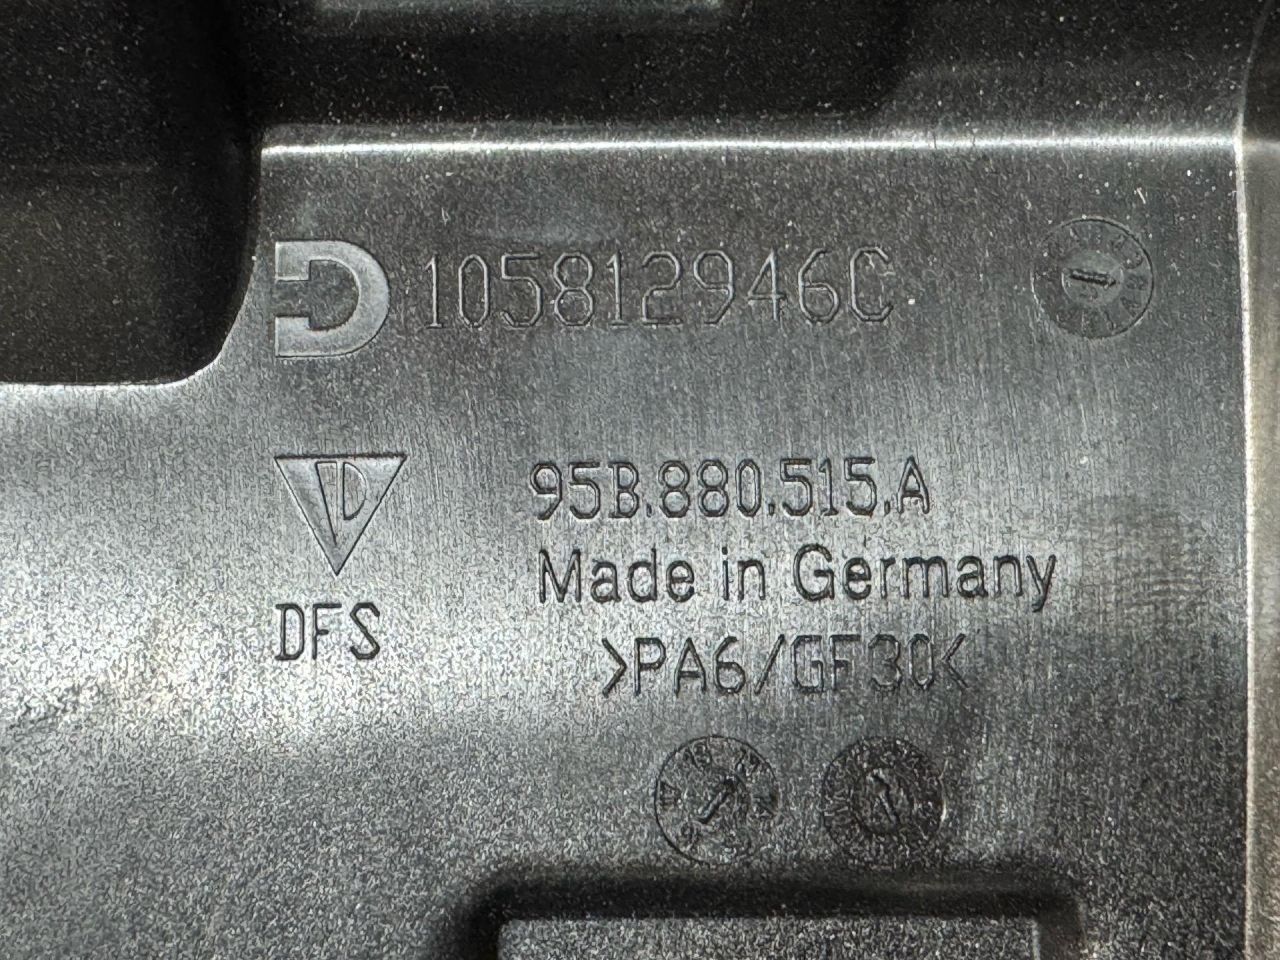 105812946C
95B.880.515.A
Made in Germany
DFS
>PA6/GF30<